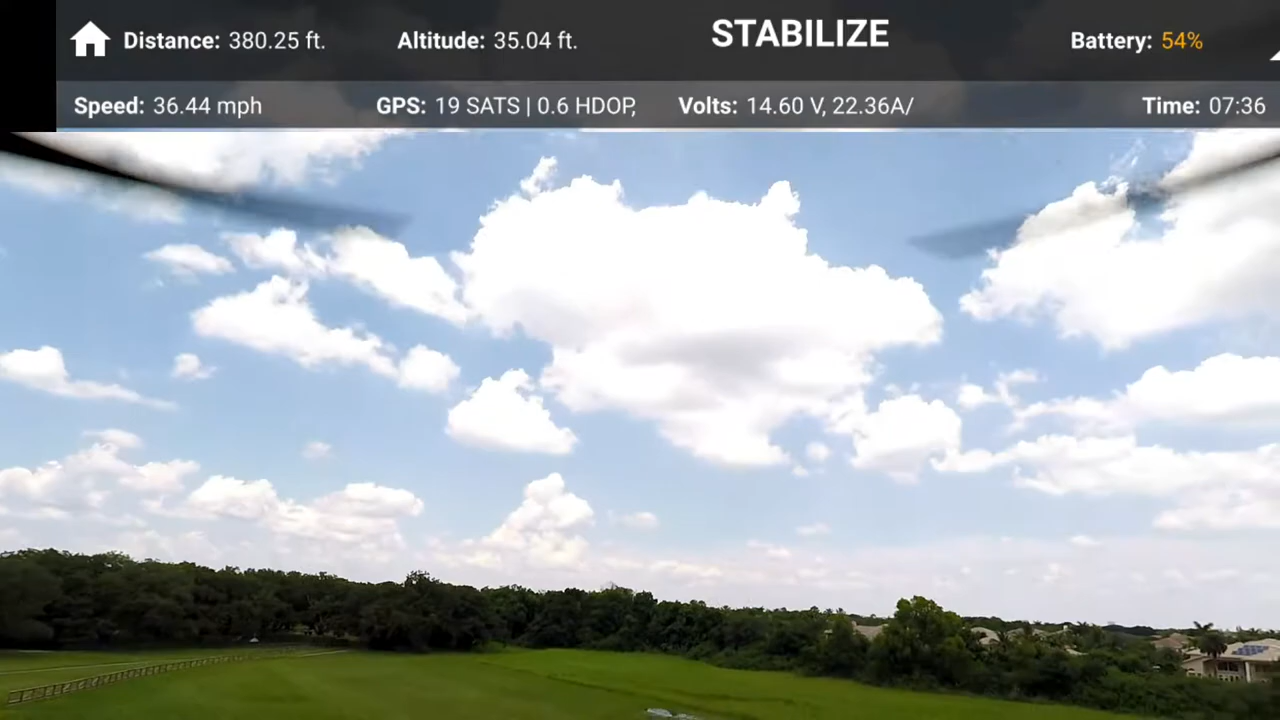 Distance: 380.25 ft. Altitude: 35.04 ft. STABILIZE Battery: 54%
Speed: 36.44 mph GPS: 19 SATS | 0.6 HDOP, Volts: 14.60 V, 22.36A/ Time: 07:36